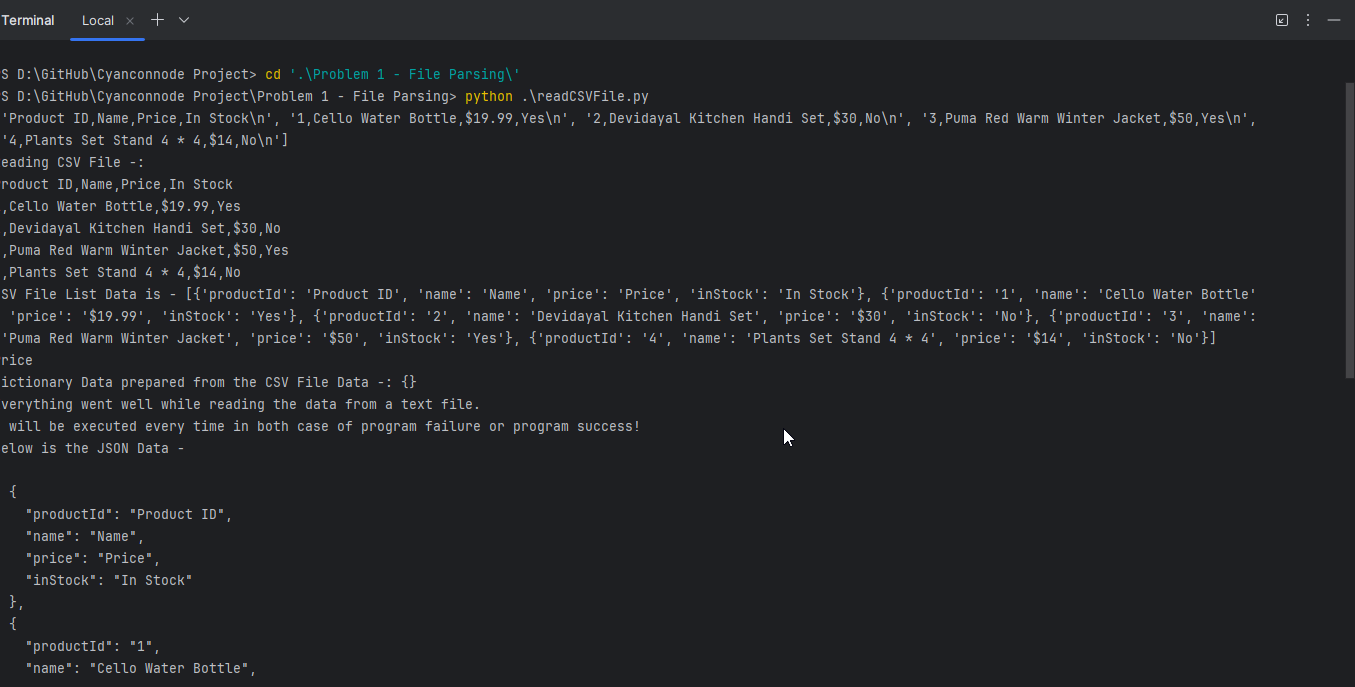 Terminal Local
S D:\GitHub\Cyanconnode Project> cd '.\Problem 1 - File Parsing\'
S D:\GitHub\Cyanconnode Project\Problem 1 - File Parsing> python .\readCSVFile.py
'Product ID,Name,Price,In Stock\n', '1,Cello Water Bottle,$19.99,Yes\n', '2,Devidayal Kitchen Handi Set,$30,No\n', '3,Puma Red Warm Winter Jacket,$50,Yes\n',
'4,Plants Set Stand 4 * 4,$14,No\n']
eading CSV File -:
roduct ID,Name,Price,In Stock
,Cello Water Bottle,$19.99,Yes
,Devidayal Kitchen Handi Set,$30,No
,Puma Red Warm Winter Jacket,$50,Yes
,Plants Set Stand 4 * 4,$14,No
SV File List Data is - [{'productId': 'Product ID', 'name': 'Name', 'price': 'Price', 'inStock': 'In Stock'}, {'productId': '1', 'name': 'Cello Water Bottle'
'price': '$19.99', 'inStock': 'Yes'}, {'productId': '2', 'name': 'Devidayal Kitchen Handi Set', 'price': '$30', 'inStock': 'No'}, {'productId': '3', 'name':
'Puma Red Warm Winter Jacket', 'price': '$50', 'inStock': 'Yes'}, {'productId': '4', 'name': 'Plants Set Stand 4 * 4', 'price': '$14', 'inStock': 'No'}]
rice
ictionary Data prepared from the CSV File Data -: {}
verything went well while reading the data from a text file.
will be executed every time in both case of program failure or program success!
elow is the JSON Data -
{
"productId": "Product ID",
"name": "Name",
"price": "Price",
"inStock": "In Stock"
},
{
"productId": "1",
"name": "Cello Water Bottle",